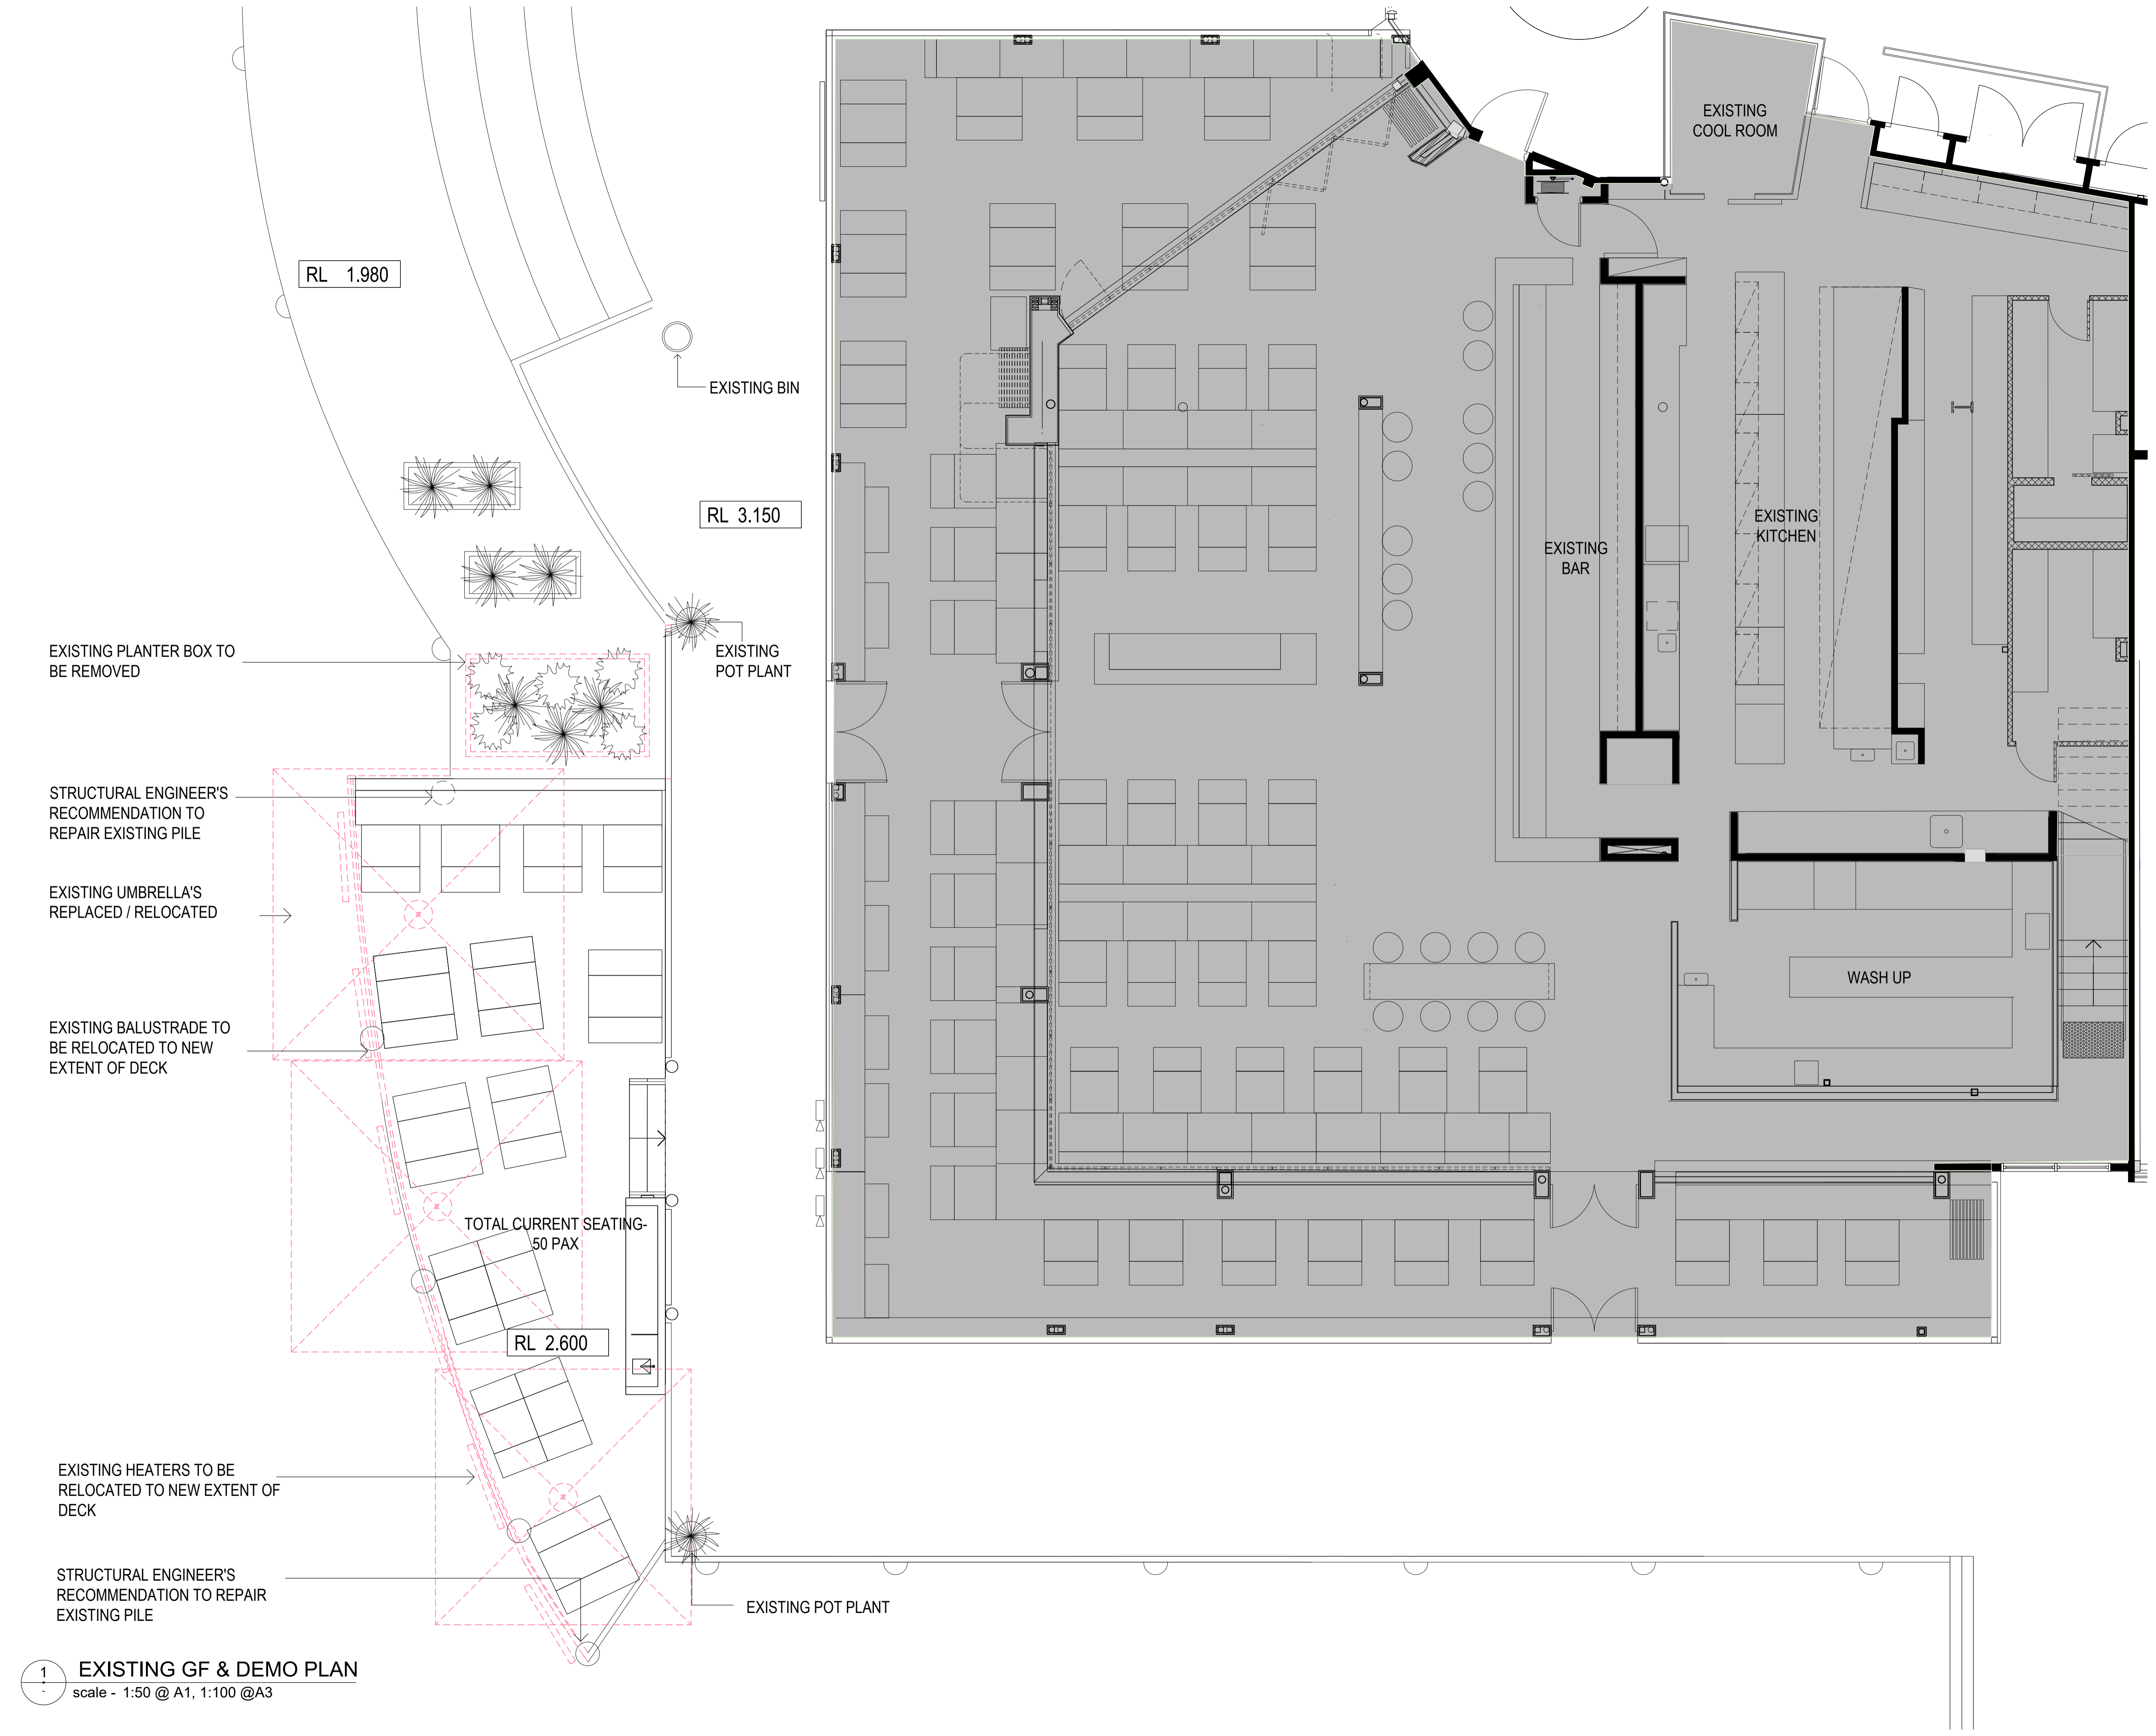 EXISTING
COOL ROOM
RL 1.980
EXISTING BIN
RL 3.150
EXISTING
BAR
EXISTING
KITCHEN
EXISTING PLANTER BOX TO
BE REMOVED
EXISTING
POT PLANT
STRUCTURAL ENGINEER'S
RECOMMENDATION TO
REPAIR EXISTING PILE
EXISTING UMBRELLA'S
REPLACED / RELOCATED
WASH UP
EXISTING BALUSTRADE TO
BE RELOCATED TO NEW
EXTENT OF DECK
TOTAL CURRENT SEATING-
50 PAX
RL 2.600
EXISTING HEATERS TO BE
RELOCATED TO NEW EXTENT OF
DECK
STRUCTURAL ENGINEER'S
RECOMMENDATION TO REPAIR
EXISTING PILE
EXISTING POT PLANT
1
-
EXISTING GF & DEMO PLAN
scale - 1:50 @ A1, 1:100 @A3